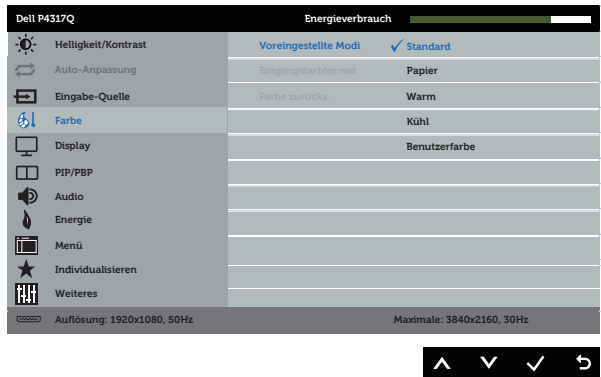 Dell P4317Q Energieverbrauch
Helligkeit/Kontrast Voreingestellte Modi Standard
Auto-Anpassung Eingangsfarbformat Papier
Eingabe-Quelle Farbe zurücks. Warm
Farbe Kühl
Display Benutzerfarbe
PIP/PBP
Audio
Energie
Menü
Individualisieren
Weiteres
Auflösung: 1920x1080, 50Hz Maximale: 3840x2160, 30Hz